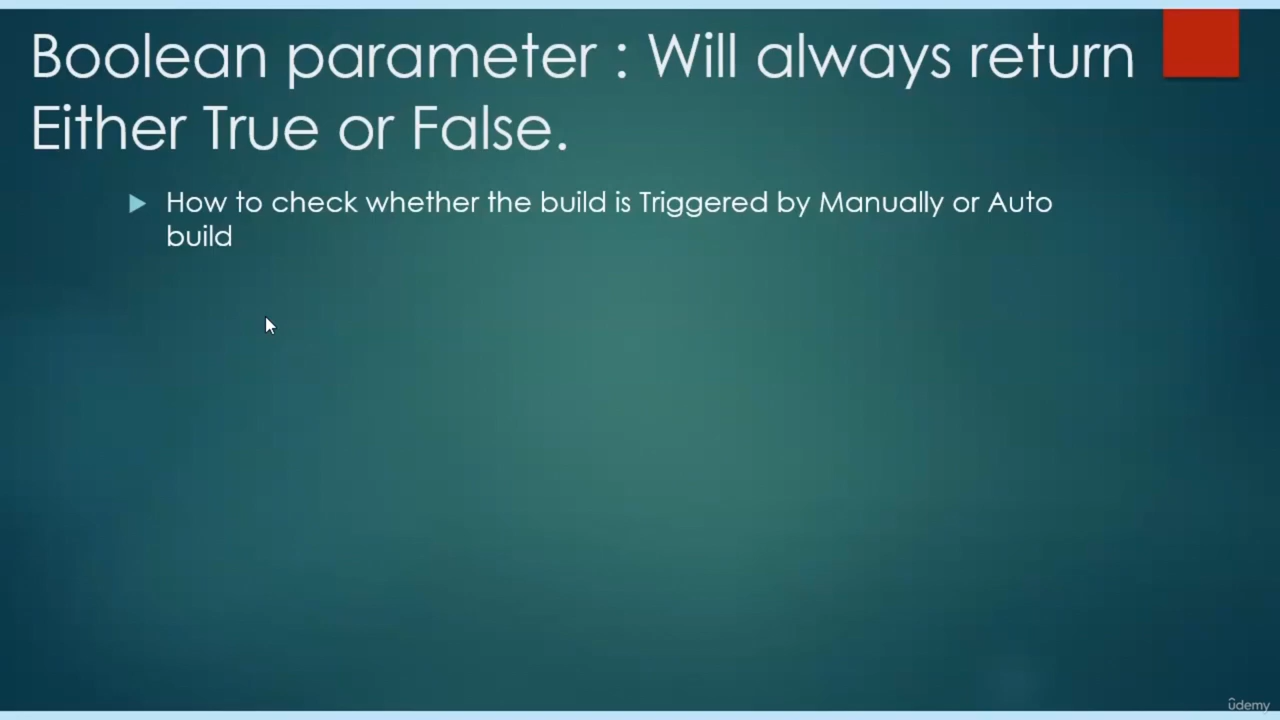 Boolean parameter : Will always return
Either True or False.
How to check whether the build is Triggered by Manually or Auto
build
ûdemy